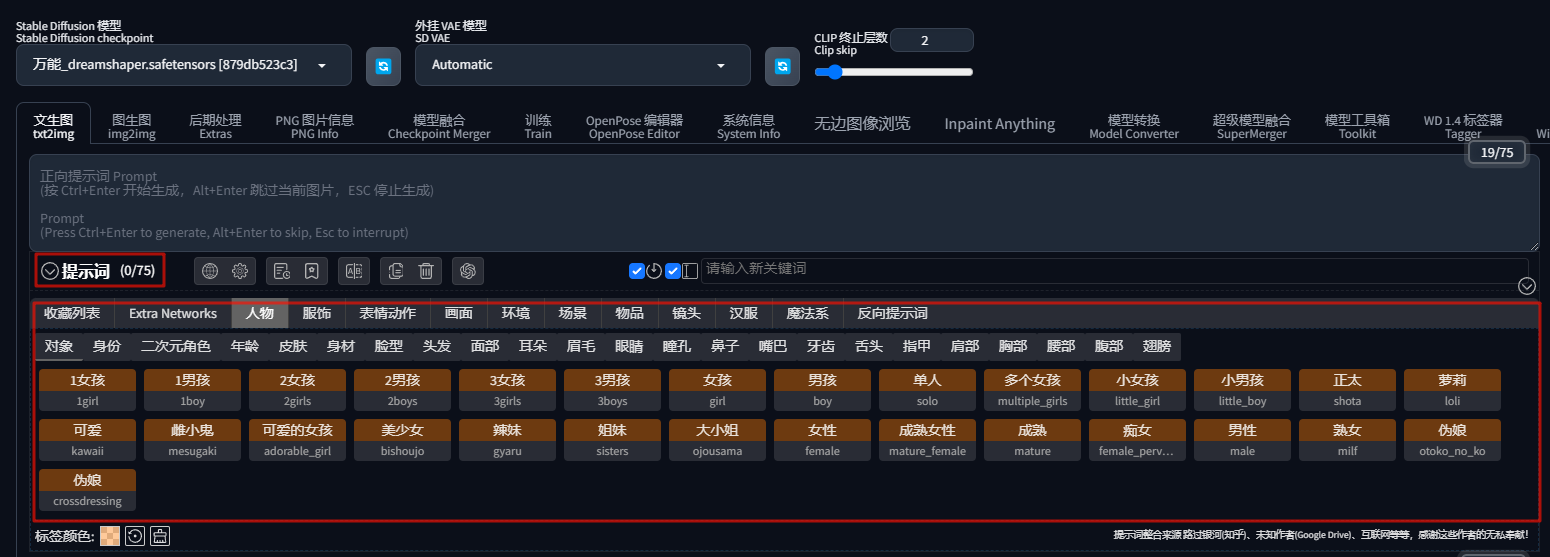 Stable Diffusion 模型
Stable Diffusion checkpoint
万能_dreamshaper.safetensors [879db523c3]
外挂 VAE 模型
SD VAE
Automatic
CLIP 终止层数
Clip skip
2
文生图 图生图 后期处理 PNG 图片信息 模型融合 训练 OpenPose 编辑器 系统信息 无边图像浏览 Inpaint Anything 模型转换 超级模型融合 模型工具箱 WD 1.4 标签器
txt2img img2img Extras PNG Info Checkpoint Merger Train OpenPose Editor System Info Model Converter SuperMerger Toolkit Tagger Wi
19/75
正向提示词 Prompt
(按 Ctrl+Enter 开始生成，Alt+Enter 跳过当前图片，ESC 停止生成)
Prompt
(Press Ctrl+Enter to generate, Alt+Enter to skip, Esc to interrupt)
提示词 (0/75) 请输入新关键词
收藏列表 Extra Networks 人物 服饰 表情动作 画面 环境 场景 物品 镜头 汉服 魔法系 反向提示词
对象 身份 二次元角色 年龄 皮肤 身材 脸型 头发 面部 耳朵 眉毛 眼睛 瞳孔 鼻子 嘴巴 牙齿 舌头 指甲 肩部 胸部 腰部 腹部 翅膀
1女孩 1男孩 2女孩 2男孩 3女孩 3男孩 女孩 男孩 单人 多个女孩 小女孩 小男孩 正太 萝莉
1girl 1boy 2girls 2boys 3girls 3boys girl boy solo multiple_girls little_girl little_boy shota loli
可爱 雌小鬼 可爱的女孩 美少女 辣妹 姐妹 大小姐 女性 成熟女性 成熟 痴女 男性 熟女 伪娘
kawaii mesugaki adorable_girl bishoujo gyaru sisters ojousama female mature_female mature female_perv... male milf otoko_no_ko
伪娘
crossdressing
标签颜色:
提示词整合来源 路过银河(知乎)、未知作者(Google Drive)、互联网等等，感谢这些作者的无私奉献！